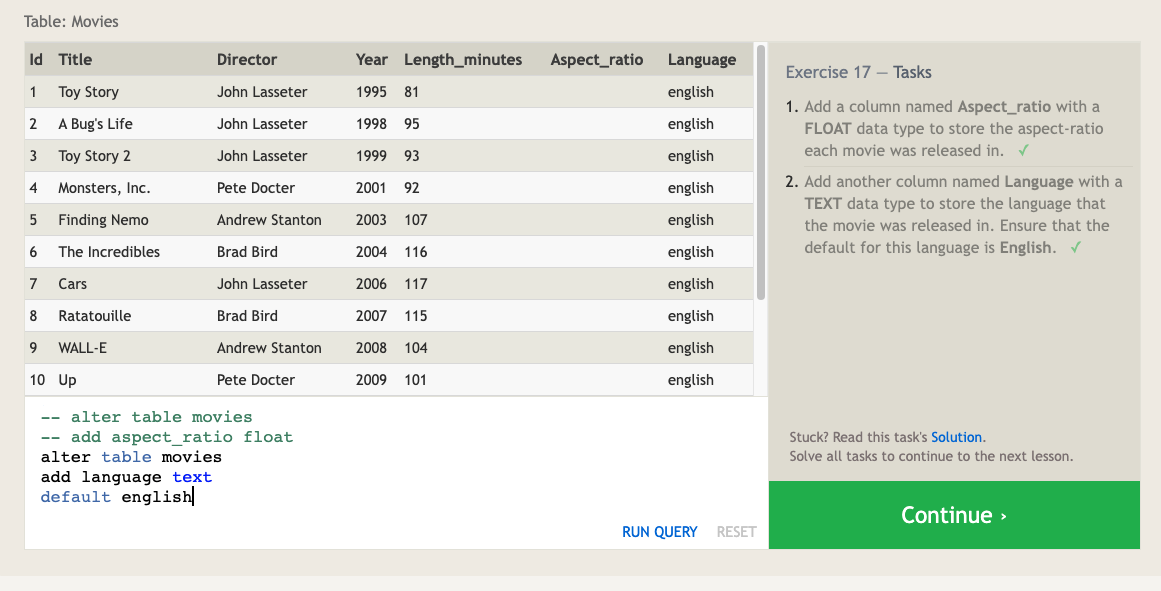 Table: Movies
Id Title Director Year Length_minutes Aspect_ratio Language
1 Toy Story John Lasseter 1995 81 english
2 A Bug's Life John Lasseter 1998 95 english
3 Toy Story 2 John Lasseter 1999 93 english
4 Monsters, Inc. Pete Docter 2001 92 english
5 Finding Nemo Andrew Stanton 2003 107 english
6 The Incredibles Brad Bird 2004 116 english
7 Cars John Lasseter 2006 117 english
8 Ratatouille Brad Bird 2007 115 english
9 WALL-E Andrew Stanton 2008 104 english
10 Up Pete Docter 2009 101 english
-- alter table movies
-- add aspect_ratio float
alter table movies
add language text
default english
RUN QUERY RESET
Exercise 17 — Tasks
1. Add a column named Aspect_ratio with a
FLOAT data type to store the aspect-ratio
each movie was released in. ✓
2. Add another column named Language with a
TEXT data type to store the language that
the movie was released in. Ensure that the
default for this language is English. ✓
Stuck? Read this task's Solution.
Solve all tasks to continue to the next lesson.
Continue ›